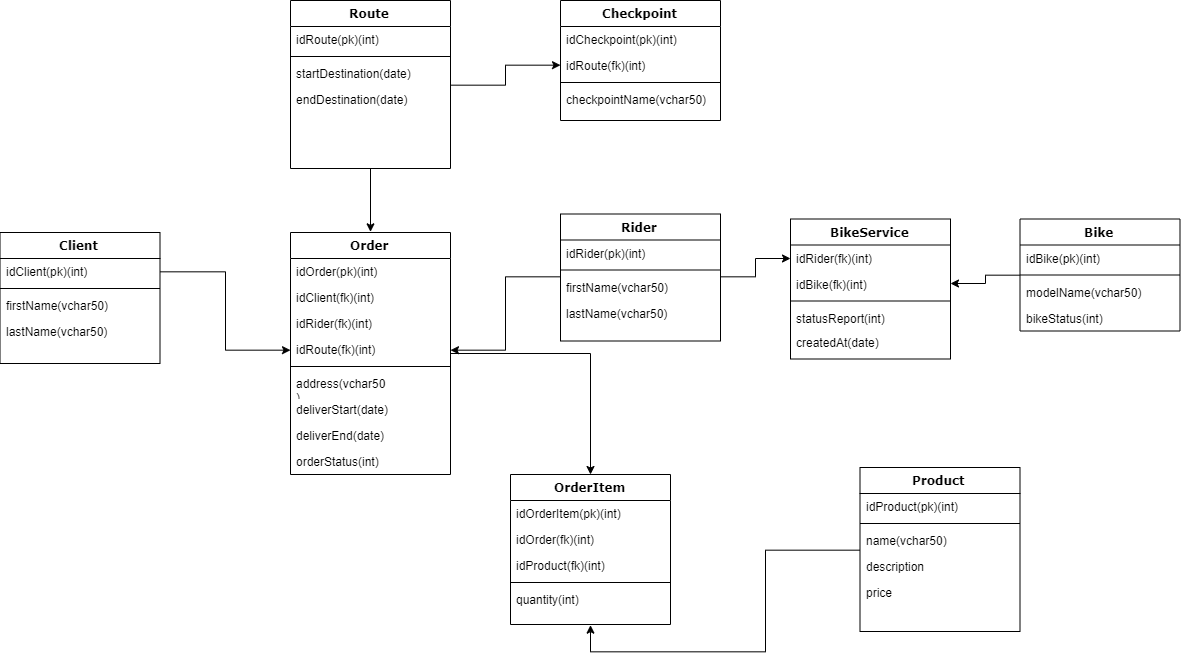 Route
idRoute(pk)(int)
startDestination(date)
endDestination(date)
Checkpoint
idCheckpoint(pk)(int)
idRoute(fk)(int)
checkpointName(vchar50)
Client
idClient(pk)(int)
firstName(vchar50)
lastName(vchar50)
Order
idOrder(pk)(int)
idClient(fk)(int)
idRider(fk)(int)
idRoute(fk)(int)
address(vchar50
)
deliverStart(date)
deliverEnd(date)
orderStatus(int)
Rider
idRider(pk)(int)
firstName(vchar50)
lastName(vchar50)
BikeService
idRider(fk)(int)
idBike(fk)(int)
statusReport(int)
createdAt(date)
Bike
idBike(pk)(int)
modelName(vchar50)
bikeStatus(int)
OrderItem
idOrderItem(pk)(int)
idOrder(fk)(int)
idProduct(fk)(int)
quantity(int)
Product
idProduct(pk)(int)
name(vchar50)
description
price